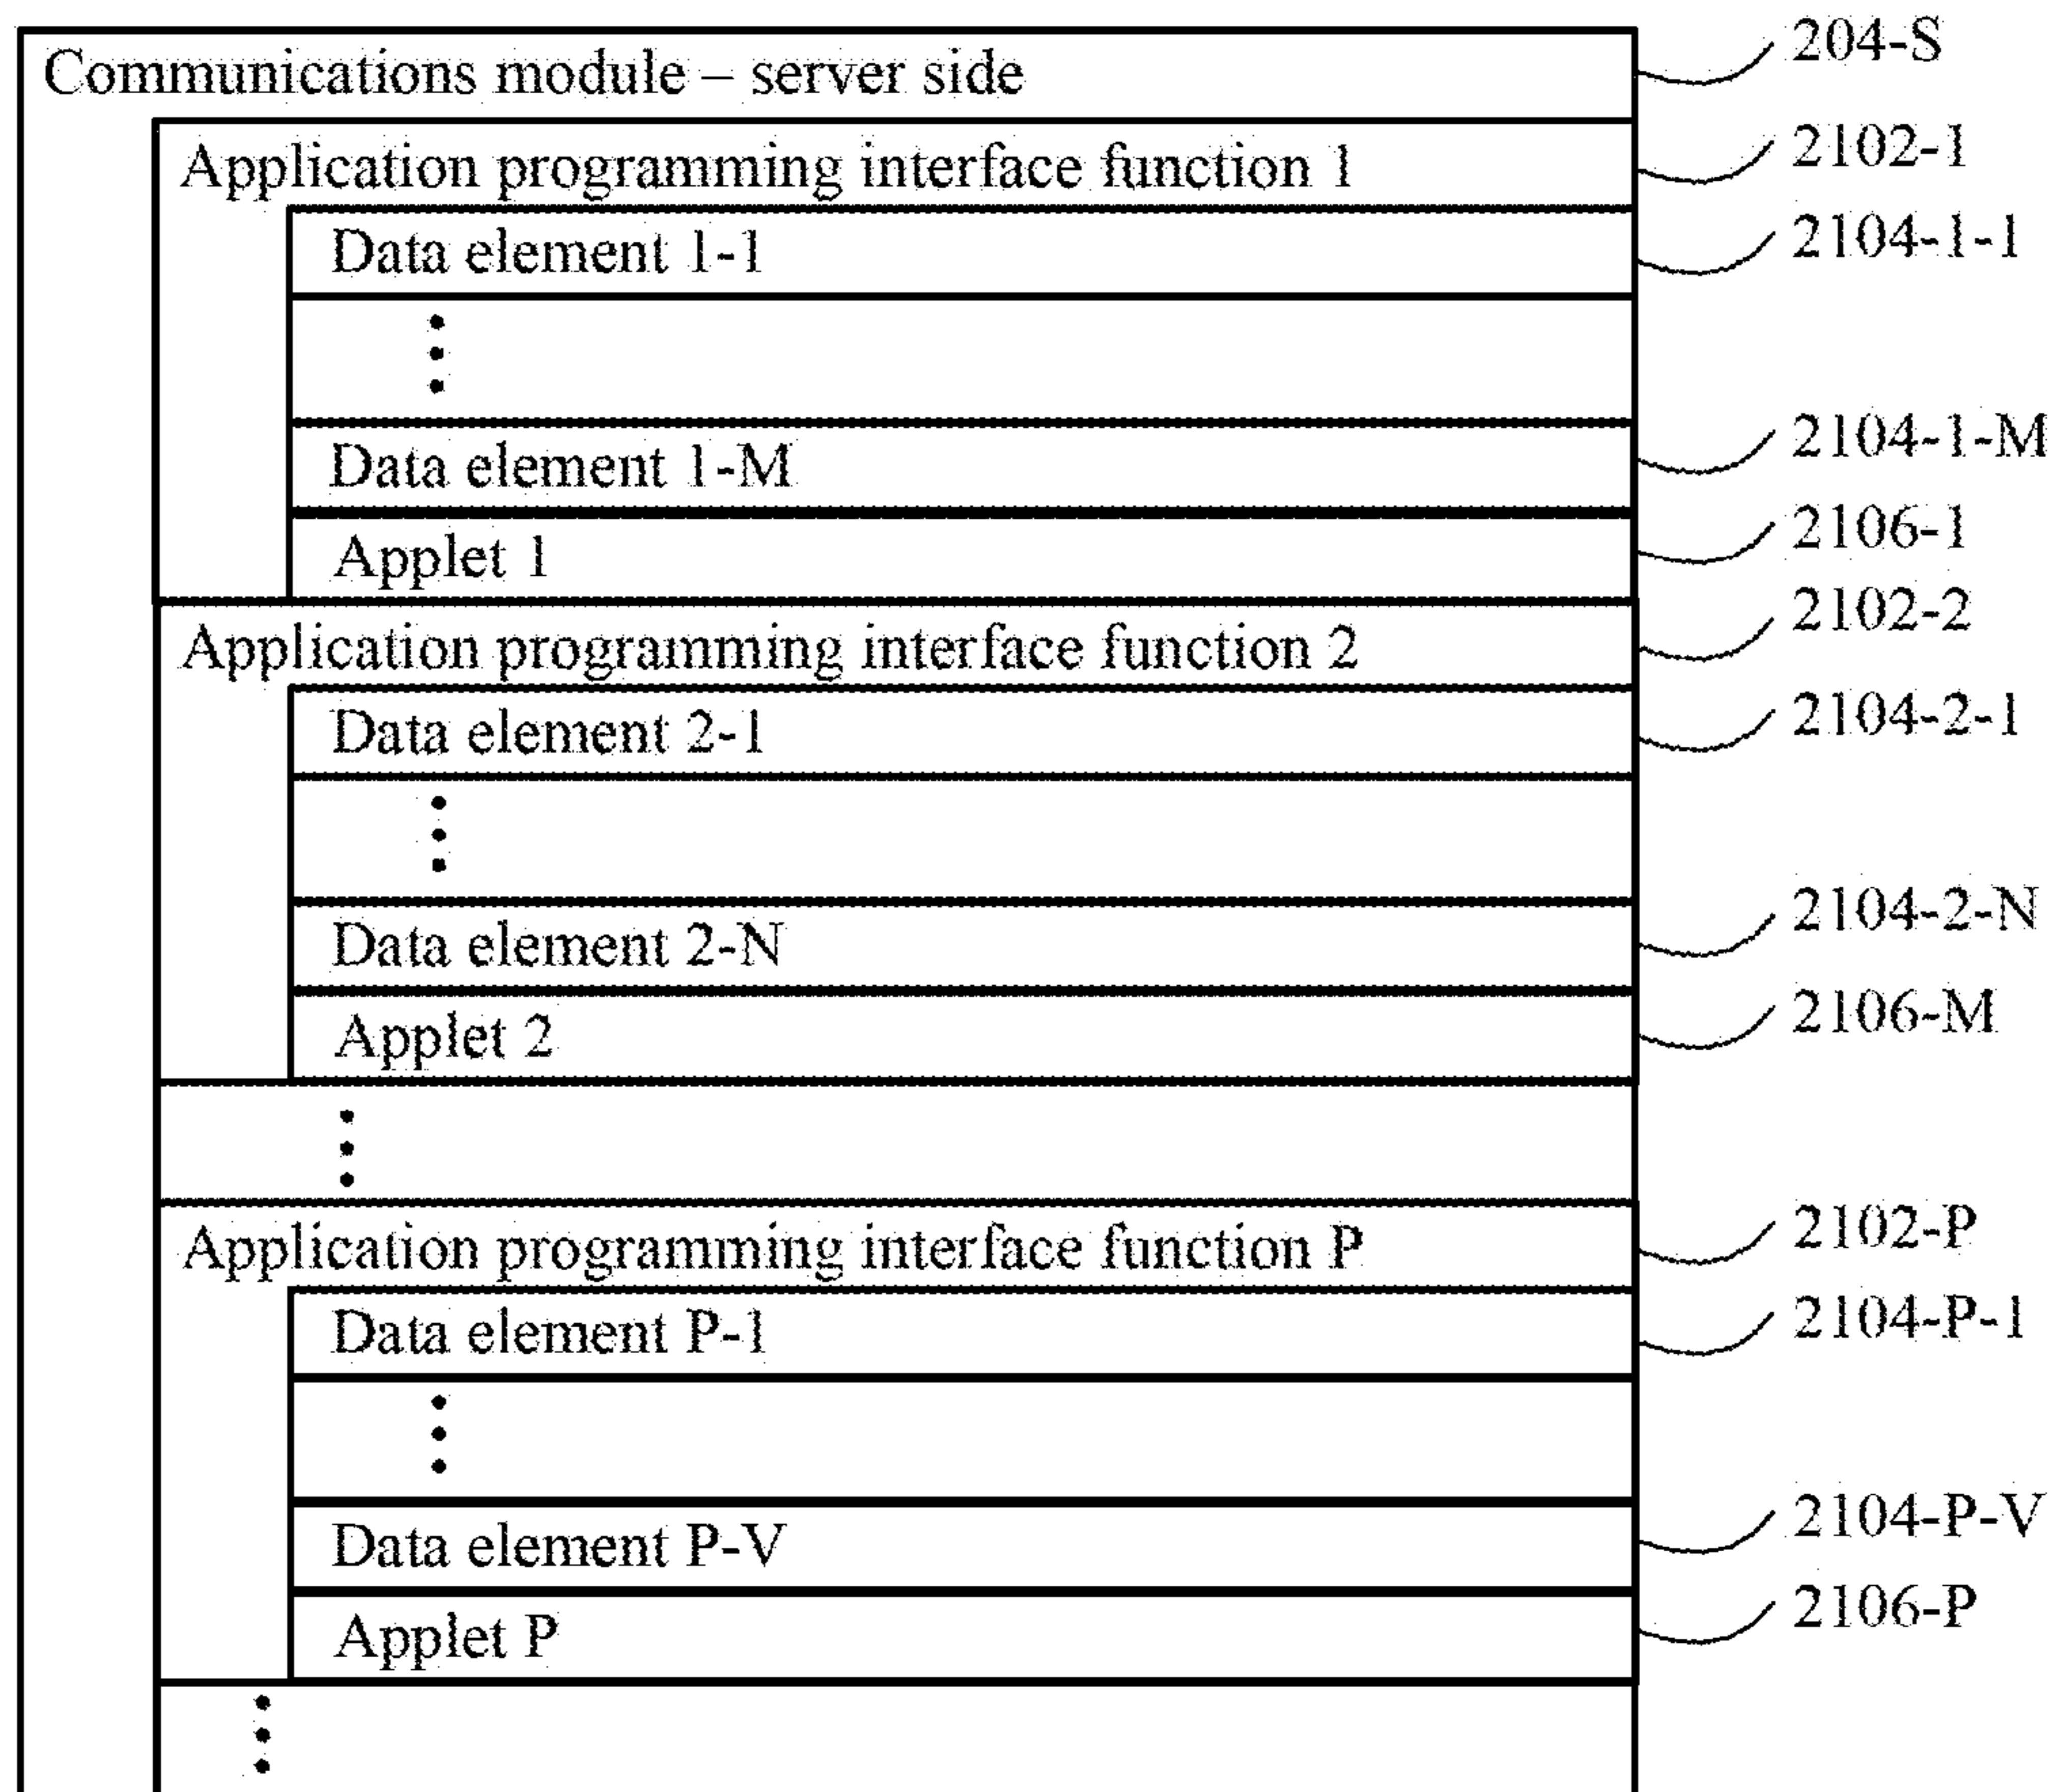 Communications module – server side 204-S
Application programming interface function 1 2102-1
Data element 1-1 2104-1-1
Data element 1-M 2104-1-M
Applet 1 2106-1
Application programming interface function 2 2102-2
Data element 2-1 2104-2-1
Data element 2-N 2104-2-N
Applet 2 2106-M
Application programming interface function P 2102-P
Data element P-1 2104-P-1
Data element P-V 2104-P-V
Applet P 2106-P